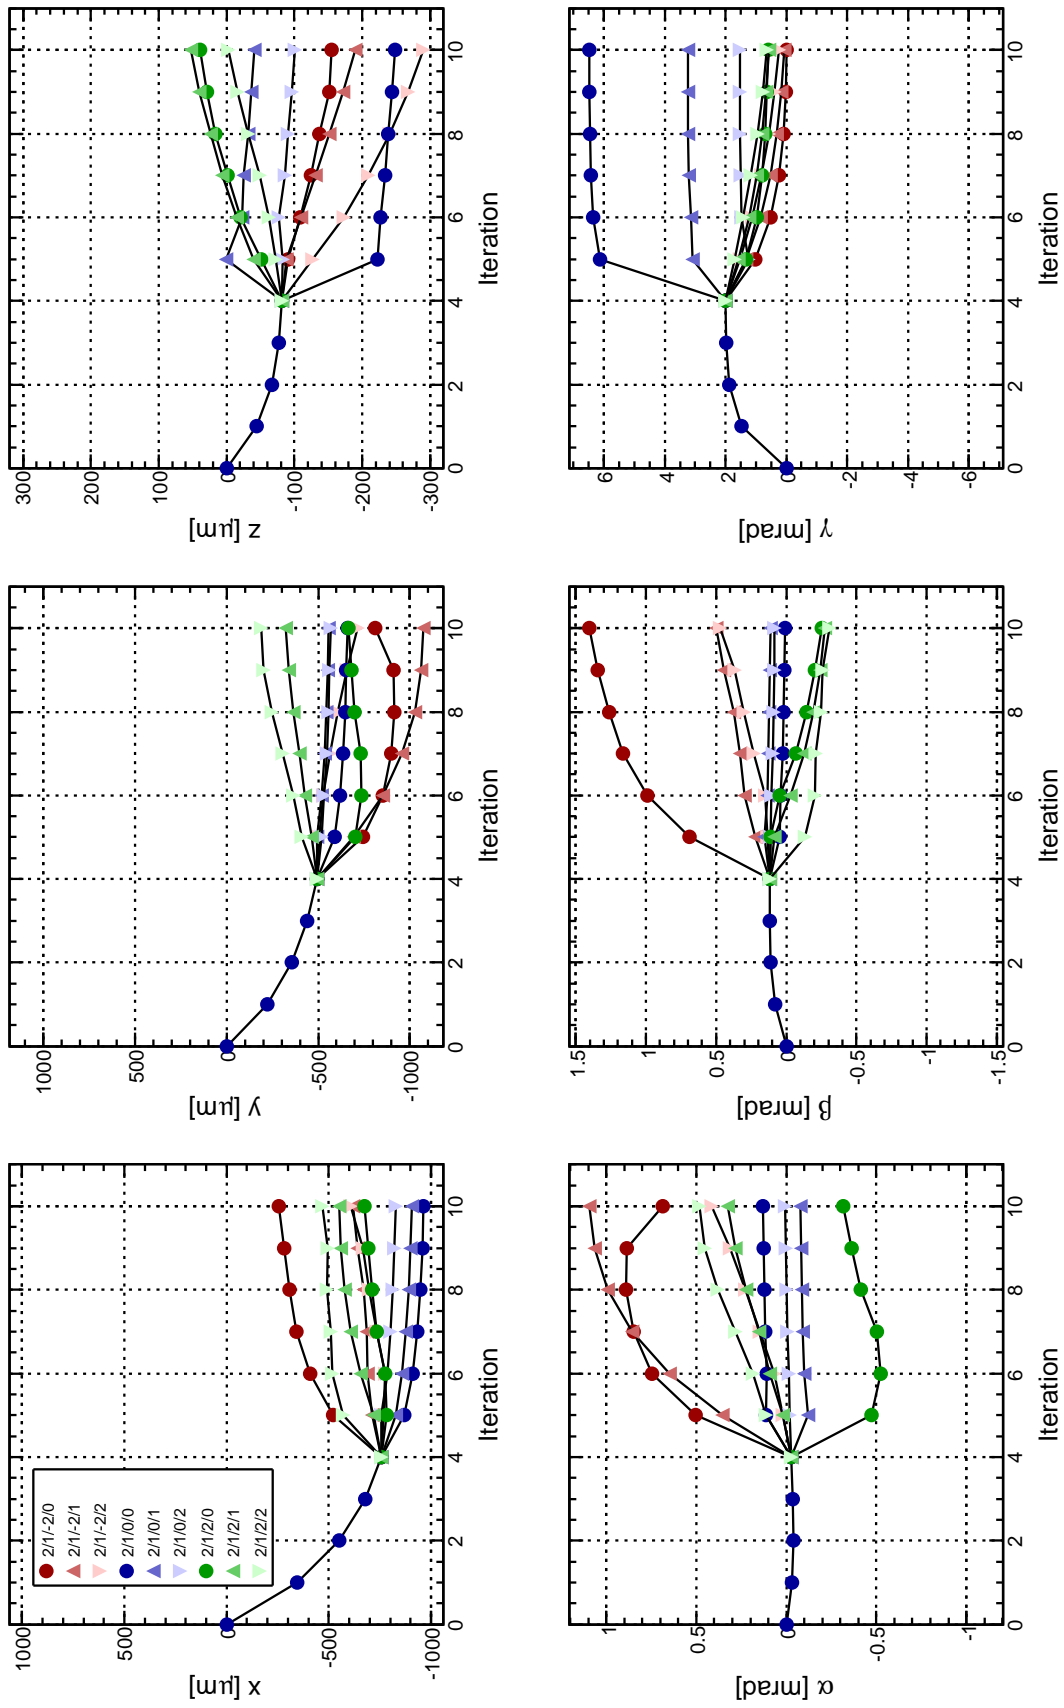 x [μm]
1000
500
0
-500
-1000
2/1/-2/0
2/1/-2/1
2/1/-2/2
2/1/0/0
2/1/0/1
2/1/0/2
2/1/2/0
2/1/2/1
2/1/2/2
0 2 4 6 8 10
Iteration
y [μm]
1000
500
0
-500
-1000
0 2 4 6 8 10
Iteration
z [μm]
300
200
100
0
-100
-200
-300
0 2 4 6 8 10
Iteration
α [mrad]
1
0.5
0
-0.5
-1
0 2 4 6 8 10
Iteration
β [mrad]
1.5
1
0.5
0
-0.5
-1
-1.5
0 2 4 6 8 10
Iteration
γ [mrad]
6
4
2
0
-2
-4
-6
0 2 4 6 8 10
Iteration